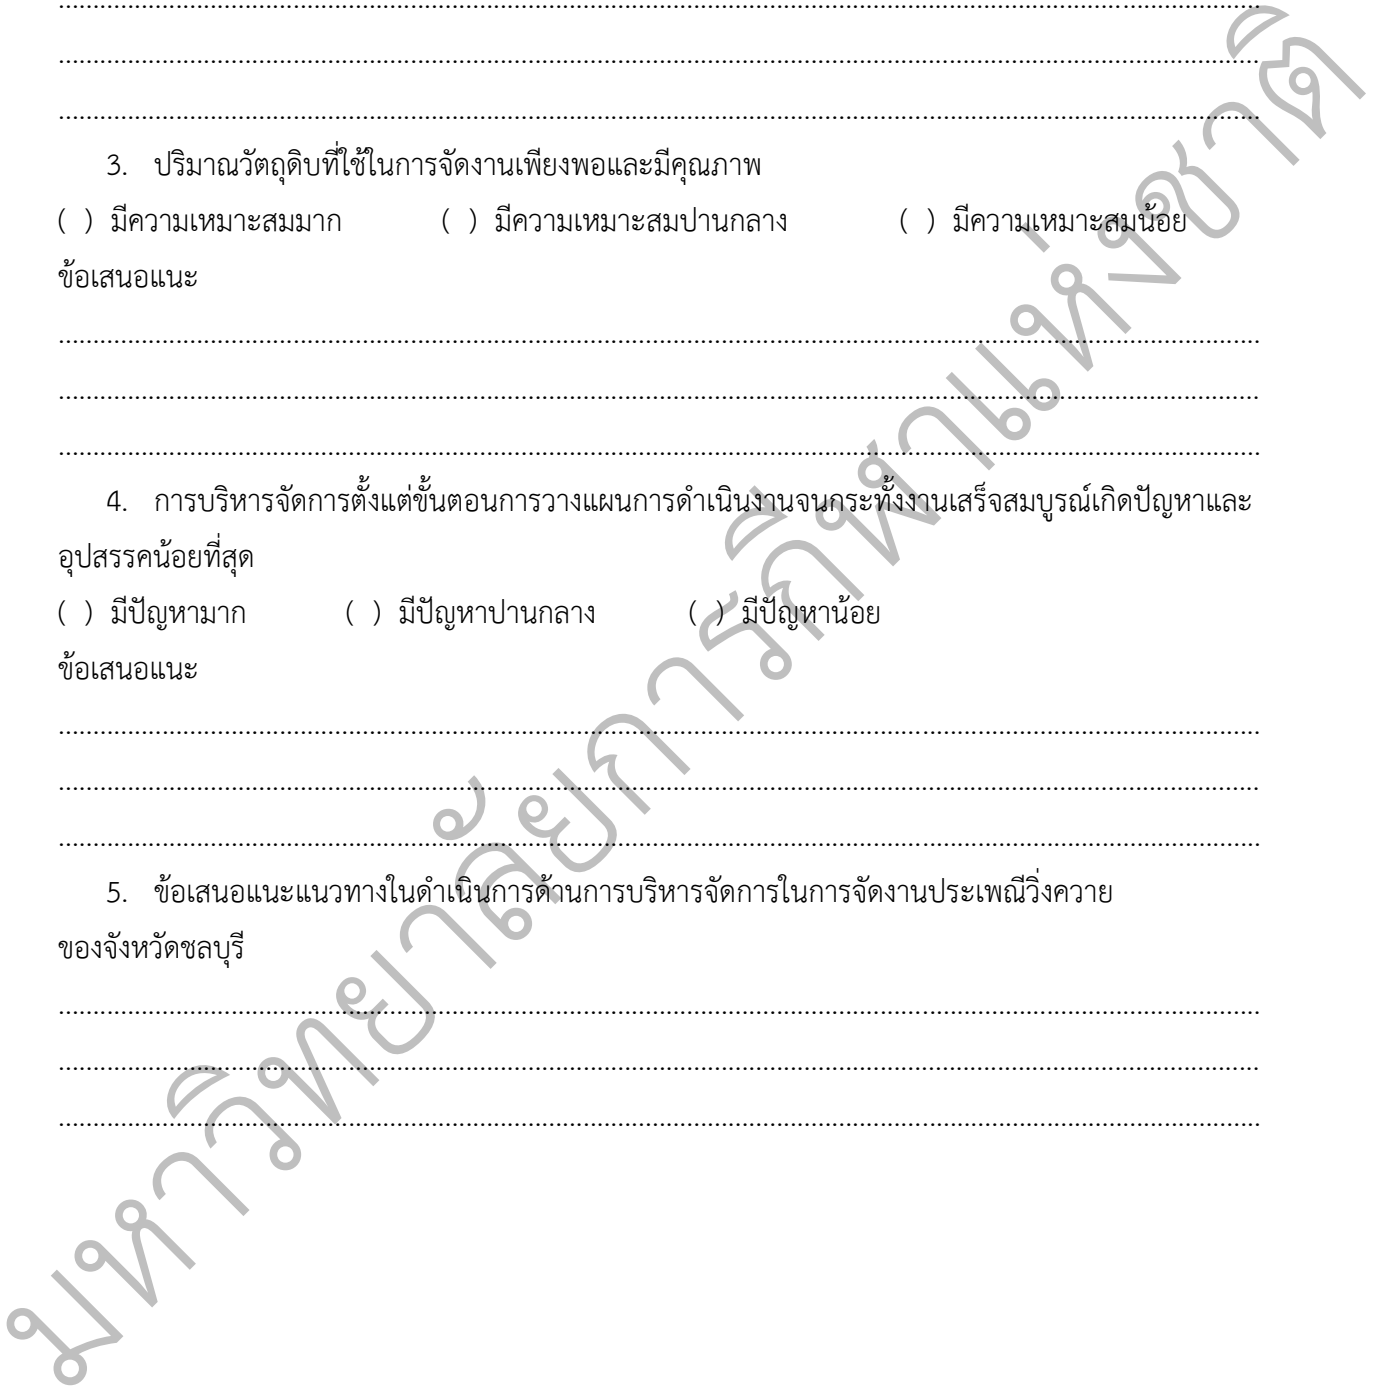 ........................................................................................................................................................................
........................................................................................................................................................................
........................................................................................................................................................................
3. ปริมาณวัตถุดิบที่ใช้ในการจัดงานเพียงพอและมีคุณภาพ
( ) มีความเหมาะสมมาก ( ) มีความเหมาะสมปานกลาง ( ) มีความเหมาะสมน้อย
ข้อเสนอแนะ
........................................................................................................................................................................
........................................................................................................................................................................
........................................................................................................................................................................
4. การบริหารจัดการตั้งแต่ขั้นตอนการวางแผนการดำเนินงานจนกระทั้งงานเสร็จสมบูรณ์เกิดปัญหาและ
อุปสรรคน้อยที่สุด
( ) มีปัญหามาก ( ) มีปัญหาปานกลาง ( ) มีปัญหาน้อย
ข้อเสนอแนะ
........................................................................................................................................................................
........................................................................................................................................................................
........................................................................................................................................................................
5. ข้อเสนอแนะแนวทางในดำเนินการด้านการบริหารจัดการในการจัดงานประเพณีวิ่งควาย
ของจังหวัดชลบุรี
........................................................................................................................................................................
........................................................................................................................................................................
........................................................................................................................................................................
มหาวิทยาลัยการกีฬาแห่งชาติ